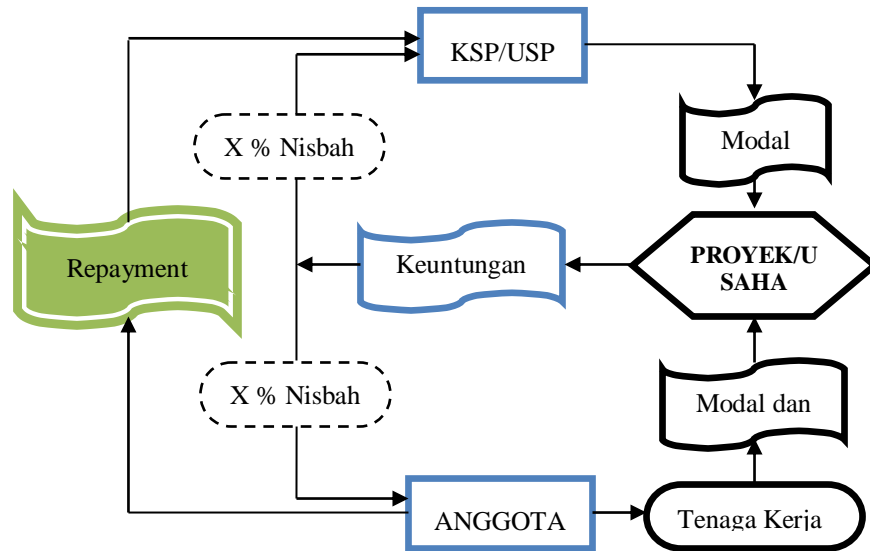 KSP/USP
Modal
X % Nisbah
Repayment
Keuntungan
PROYEK/U
SAHA
X % Nisbah
Modal dan
ANGGOTA
Tenaga Kerja